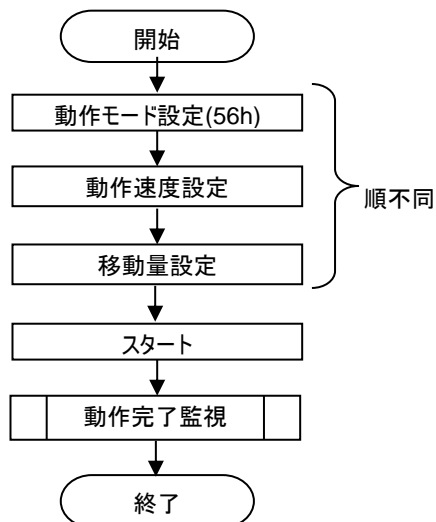 開始
動作モード設定(56h)
動作速度設定
順不同
移動量設定
スタート
動作完了監視
終了